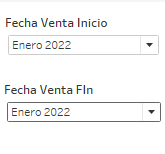 Fecha Venta Inicio
Enero 2022
Fecha Venta FIn
Enero 2022